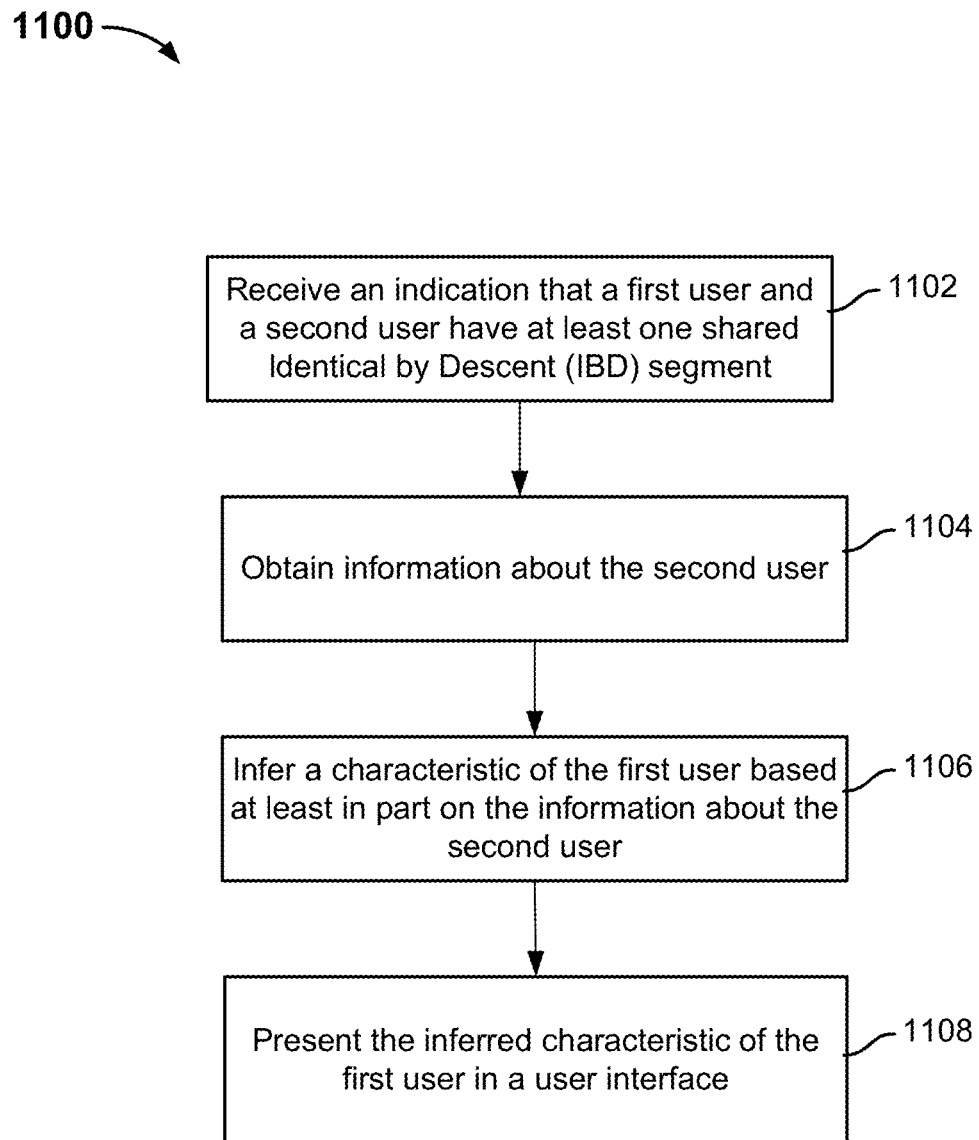 1100
Receive an indication that a first user and
a second user have at least one shared
Identical by Descent (IBD) segment
1102
Obtain information about the second user
1104
Infer a characteristic of the first user based
at least in part on the information about the
second user
1106
Present the inferred characteristic of the
first user in a user interface
1108